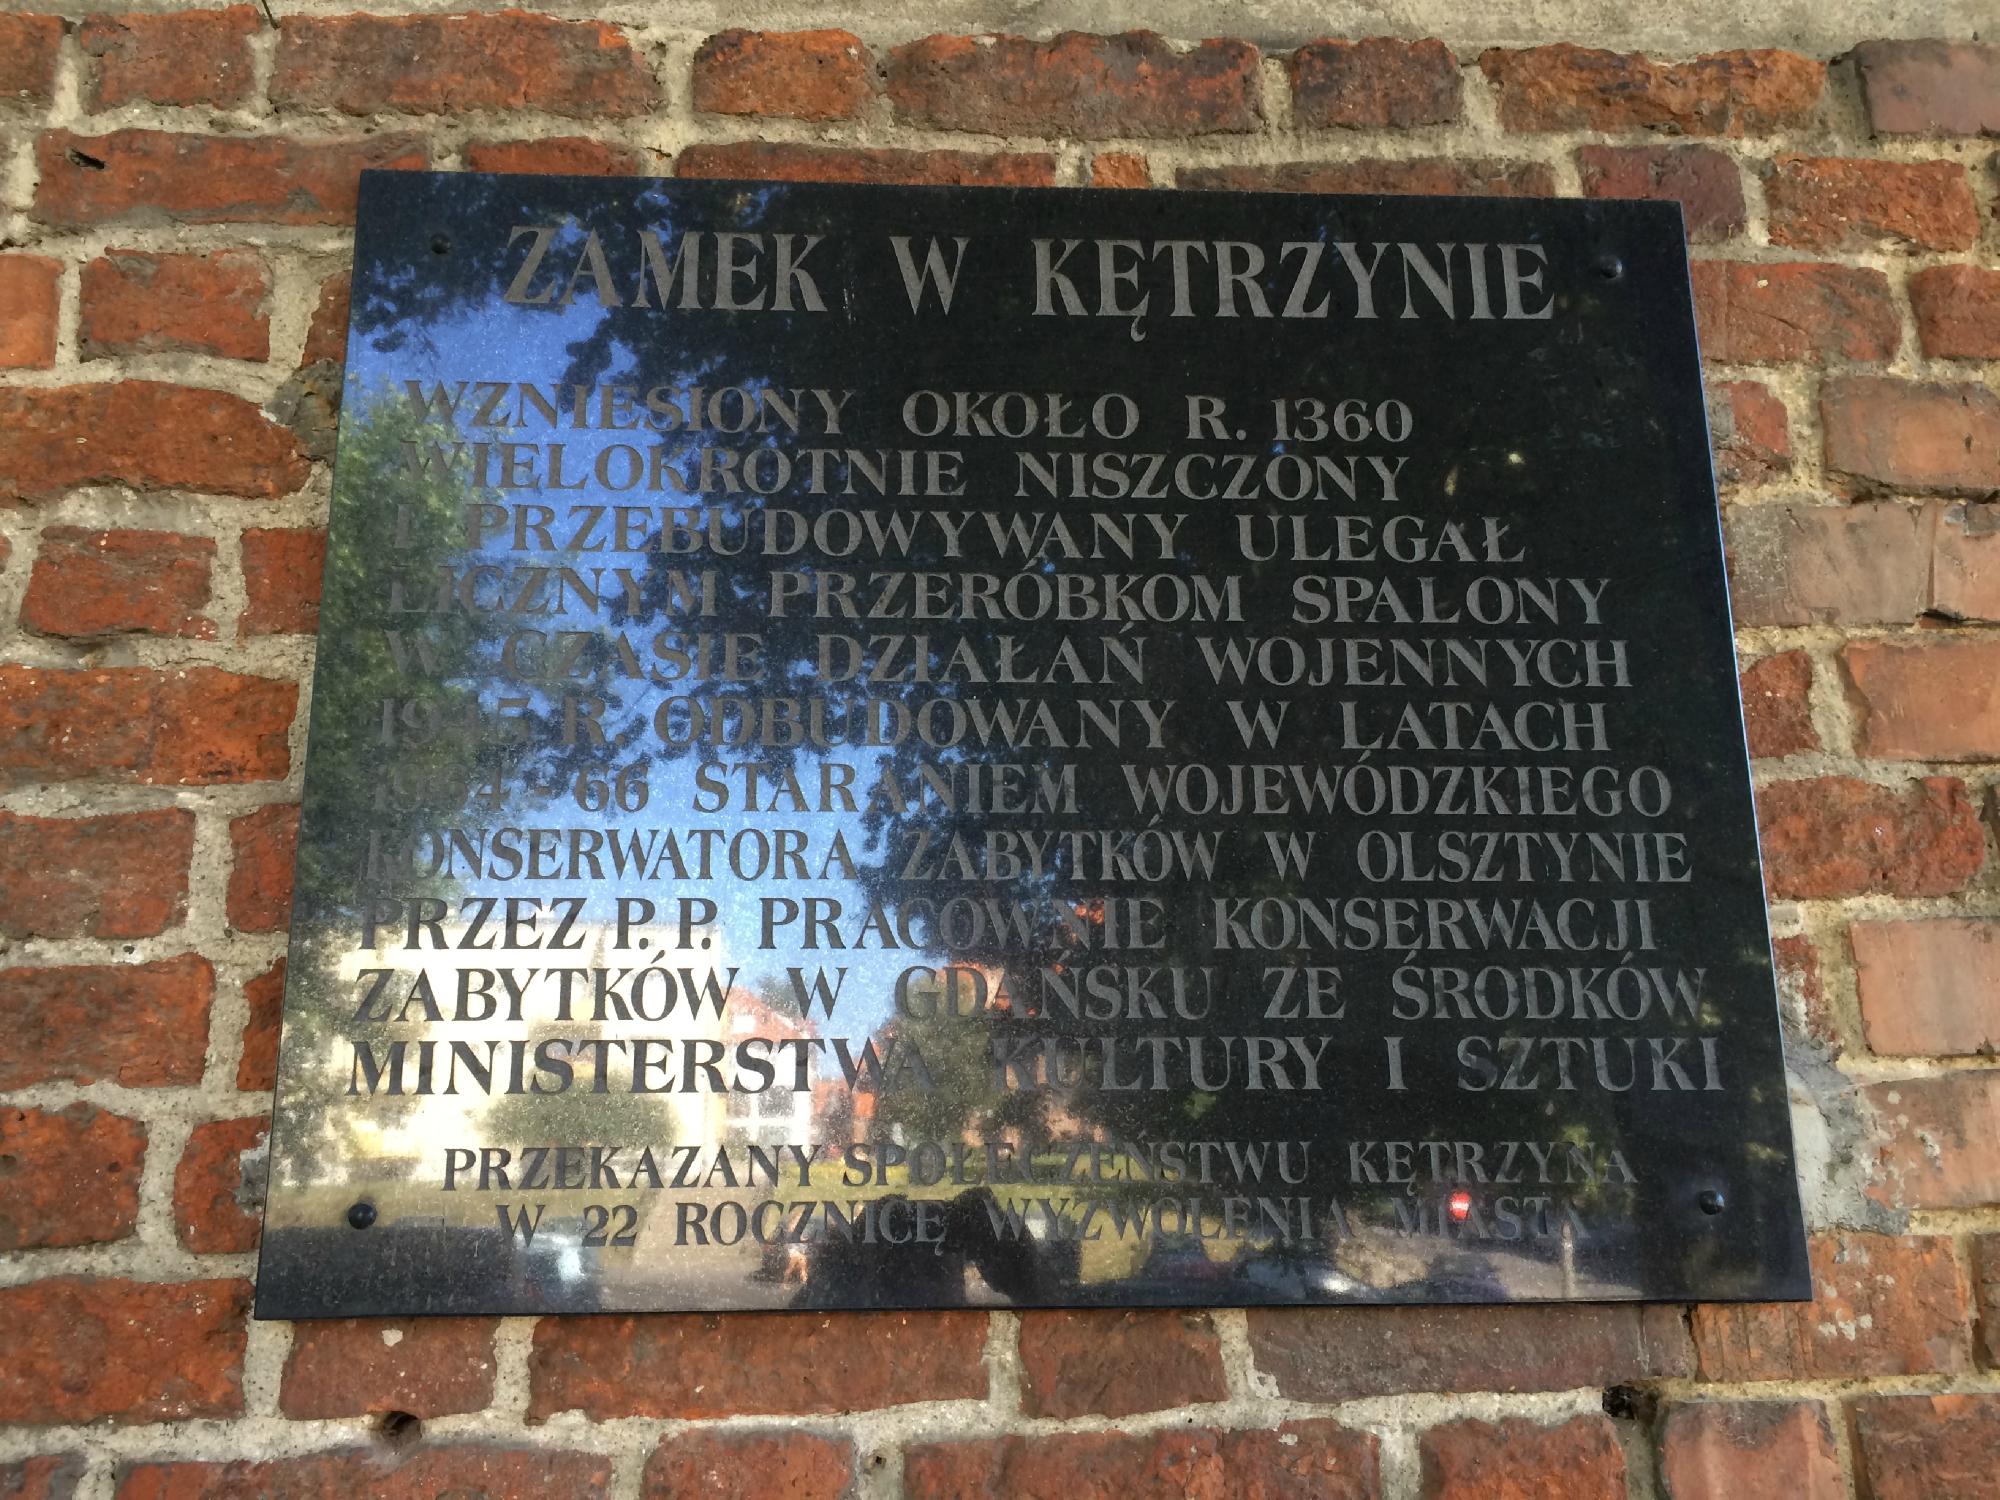 ZAMEK W KĘTRZYNIE
WZNIESIONY OKOŁO R. 1360
WIELOKROTNIE NISZCZONY
I PRZEBUDOWYWANY ULEGAŁ
LICZNYM PRZERÓBKOM SPALONY
W CZASIE DZIAŁAŃ WOJENNYCH
1945 R. ODBUDOWANY W LATACH
1964-66 STARANIEM WOJEWÓDZKIEGO
KONSERWATORA ZABYTKÓW W OLSZTYNIE
PRZEZ P.P. PRACOWNIE KONSERWACJI
ZABYTKÓW W GDAŃSKU ZE ŚRODKÓW
MINISTERSTWA KULTURY I SZTUKI
PRZEKAZANY SPOŁECZEŃSTWU KĘTRZYNA
W 22 ROCZNICĘ WYZWOLENIA MIASTA